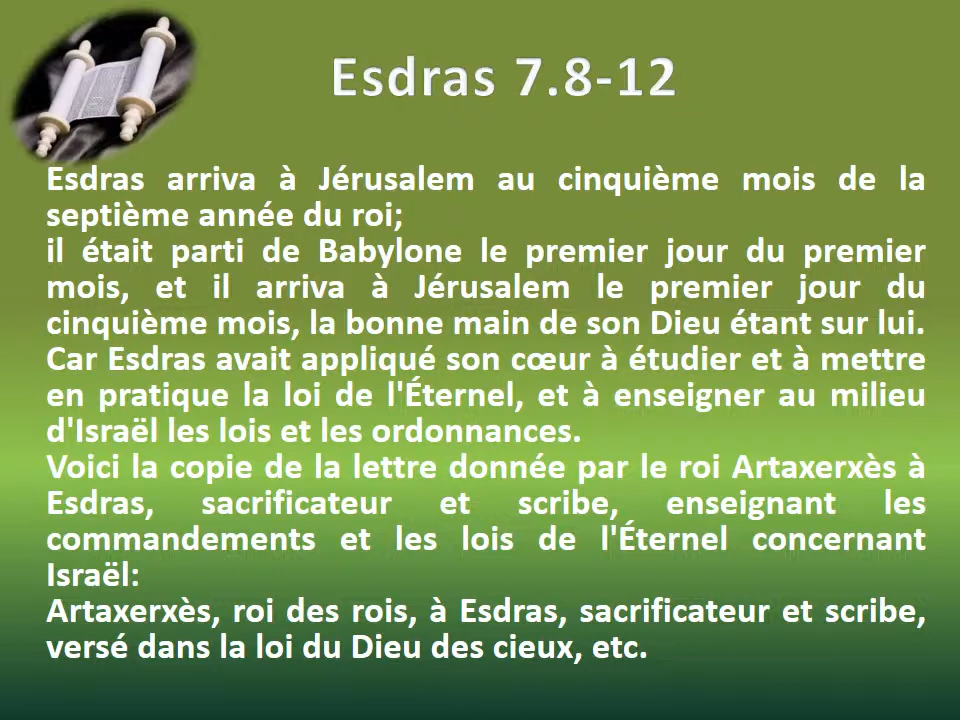 Esdras 7.8-12
Esdras arriva à Jérusalem au cinquième mois de la
septième année du roi;
il était parti de Babylone le premier jour du premier
mois, et il arriva à Jérusalem le premier jour du
cinquième mois, la bonne main de son Dieu étant sur lui.
Car Esdras avait appliqué son cœur à étudier et à mettre
en pratique la loi de l'Éternel, et à enseigner au milieu
d'Israël les lois et les ordonnances.
Voici la copie de la lettre donnée par le roi Artaxerxès à
Esdras, sacrificateur et scribe, enseignant les
commandements et les lois de l'Éternel concernant
Israël:
Artaxerxès, roi des rois, à Esdras, sacrificateur et scribe,
versé dans la loi du Dieu des cieux, etc.